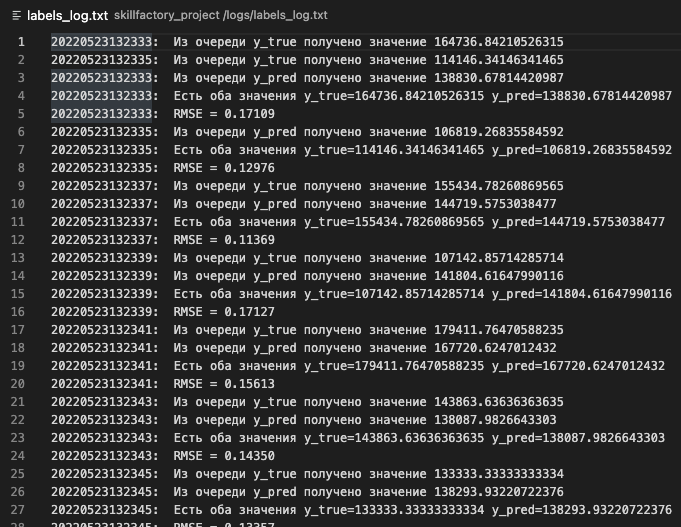 labels_log.txt skillfactory_project /logs/labels_log.txt
1 20220523132333: Из очереди y_true получено значение 164736.84210526315
2 20220523132335: Из очереди y_true получено значение 114146.34146341465
3 20220523132333: Из очереди y_pred получено значение 138830.67814420987
4 20220523132333: Есть оба значения y_true=164736.84210526315 y_pred=138830.67814420987
5 20220523132333: RMSE = 0.17109
6 20220523132335: Из очереди y_pred получено значение 106819.26835584592
7 20220523132335: Есть оба значения y_true=114146.34146341465 y_pred=106819.26835584592
8 20220523132335: RMSE = 0.12976
9 20220523132337: Из очереди y_true получено значение 155434.78260869565
10 20220523132337: Из очереди y_pred получено значение 144719.5753038477
11 20220523132337: Есть оба значения y_true=155434.78260869565 y_pred=144719.5753038477
12 20220523132337: RMSE = 0.11369
13 20220523132339: Из очереди y_true получено значение 107142.85714285714
14 20220523132339: Из очереди y_pred получено значение 141804.61647990116
15 20220523132339: Есть оба значения y_true=107142.85714285714 y_pred=141804.61647990116
16 20220523132339: RMSE = 0.17127
17 20220523132341: Из очереди y_true получено значение 179411.76470588235
18 20220523132341: Из очереди y_pred получено значение 167720.6247012432
19 20220523132341: Есть оба значения y_true=179411.76470588235 y_pred=167720.6247012432
20 20220523132341: RMSE = 0.15613
21 20220523132343: Из очереди y_true получено значение 143863.63636363635
22 20220523132343: Из очереди y_pred получено значение 138087.9826643303
23 20220523132343: Есть оба значения y_true=143863.63636363635 y_pred=138087.9826643303
24 20220523132343: RMSE = 0.14350
25 20220523132345: Из очереди y_true получено значение 133333.33333333334
26 20220523132345: Из очереди y_pred получено значение 138293.93220722376
27 20220523132345: Есть оба значения y_true=133333.33333333334 y_pred=138293.93220722376
28 20220523132345: RMSE = 0.13357